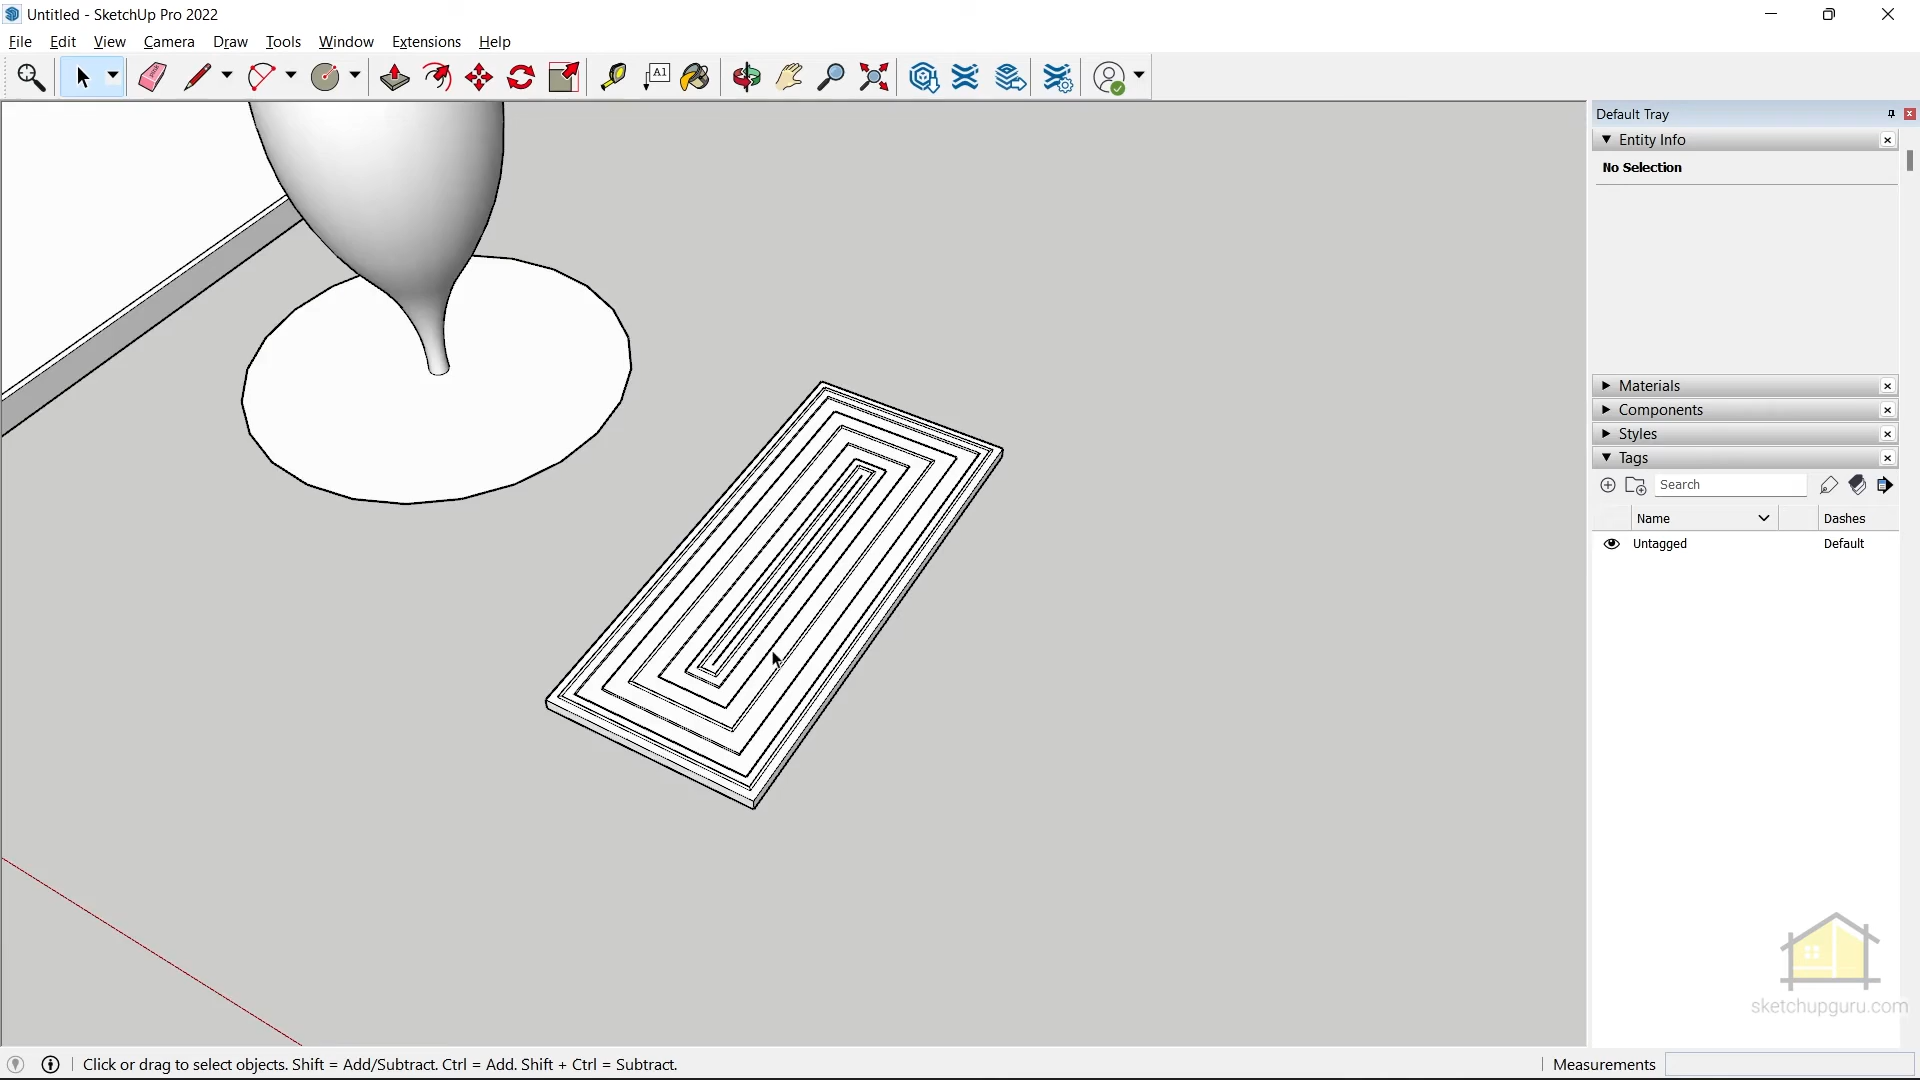 Untitled - SketchUp Pro 2022
File Edit View Camera Draw Tools Window Extensions Help
A1
Default Tray
Entity Info
No Selection
Materials
Components
Styles
Tags
Search
Name Dashes
Untagged Default
sketchupguru.com
Click or drag to select objects. Shift = Add/Subtract. Ctrl = Add. Shift + Ctrl = Subtract.
Measurements